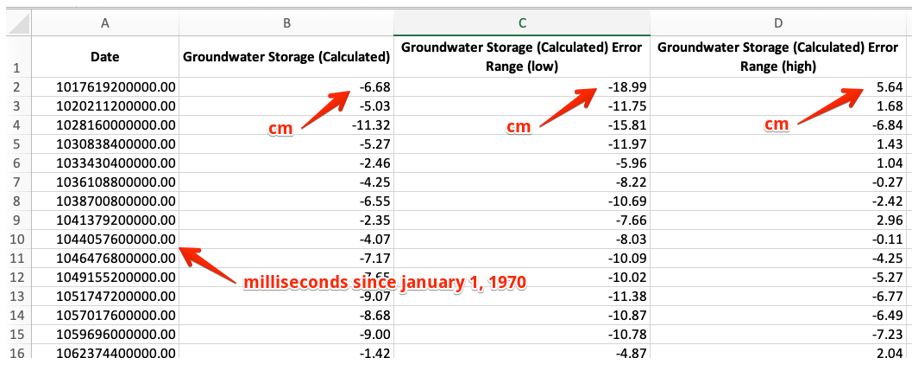 A B C D
1 Date Groundwater Storage (Calculated) Groundwater Storage (Calculated) Error Range (low) Groundwater Storage (Calculated) Error Range (high)
2 1017619200000.00 -6.68 -18.99 5.64
3 1020211200000.00 -5.03 -11.75 1.68
cm cm cm
4 1028160000000.00 -11.32 -15.81 -6.84
5 1030838400000.00 -5.27 -11.97 1.43
6 1033430400000.00 -2.46 -5.96 1.04
7 1036108800000.00 -4.25 -8.22 -0.27
8 1038700800000.00 -6.55 -10.69 -2.42
9 1041379200000.00 -2.35 -7.66 2.96
10 1044057600000.00 -4.07 -8.03 -0.11
11 1046476800000.00 -7.17 -10.09 -4.25
milliseconds since january 1, 1970
12 1049155200000.00 -7.65 -10.02 -5.27
13 1051747200000.00 -9.07 -11.38 -6.77
14 1057017600000.00 -8.68 -10.87 -6.49
15 1059696000000.00 -9.00 -10.78 -7.23
16 1062374400000.00 -1.42 -4.87 2.04